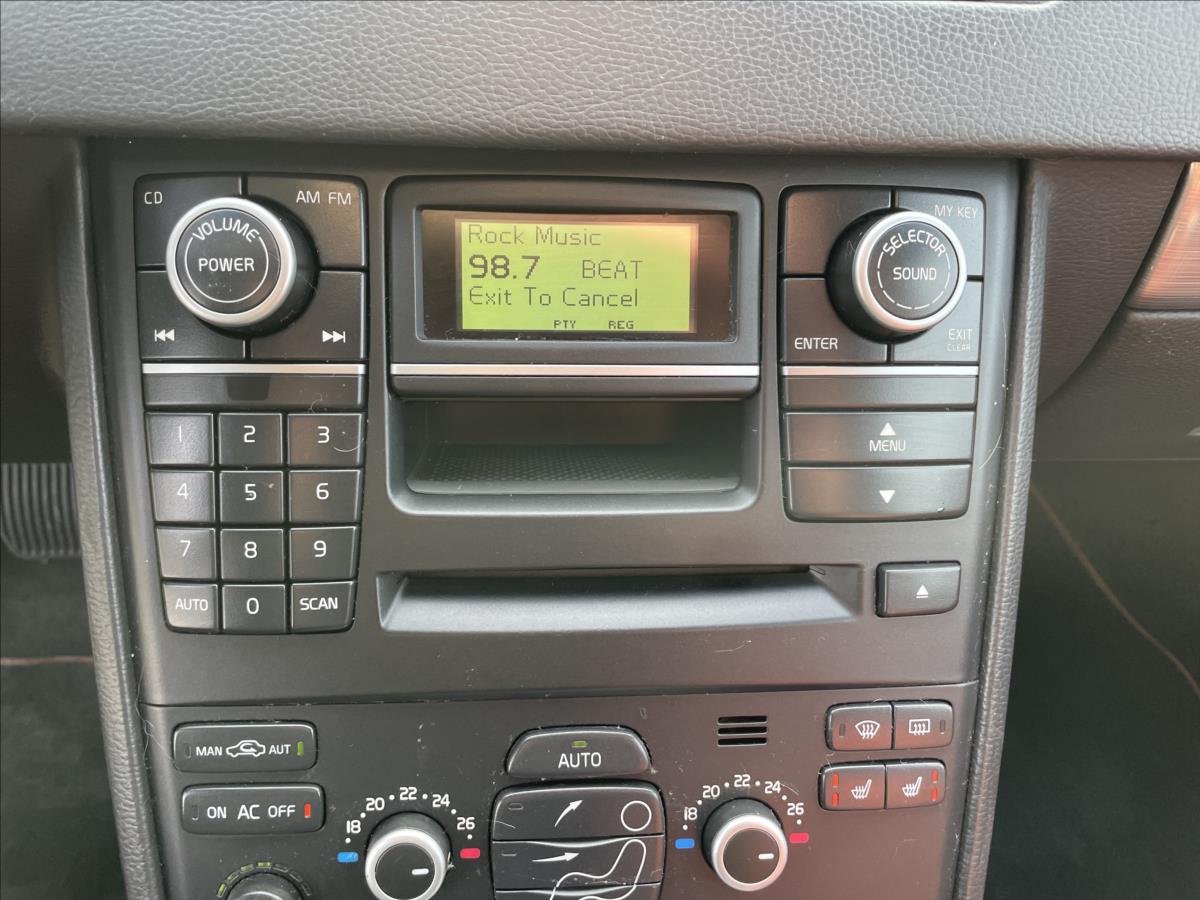 CD
AM FM
VOLUME
POWER
Rock Music
98.7 BEAT
Exit To Cancel
PTY REG
MY KEY
SELECTOR
SOUND
ENTER
EXIT
CLEAR
1 2 3
4 5 6
7 8 9
AUTO 0 SCAN
MENU
MAN AUT
AUTO
ON AC OFF
18 20 22 24 26
18 20 22 24 26